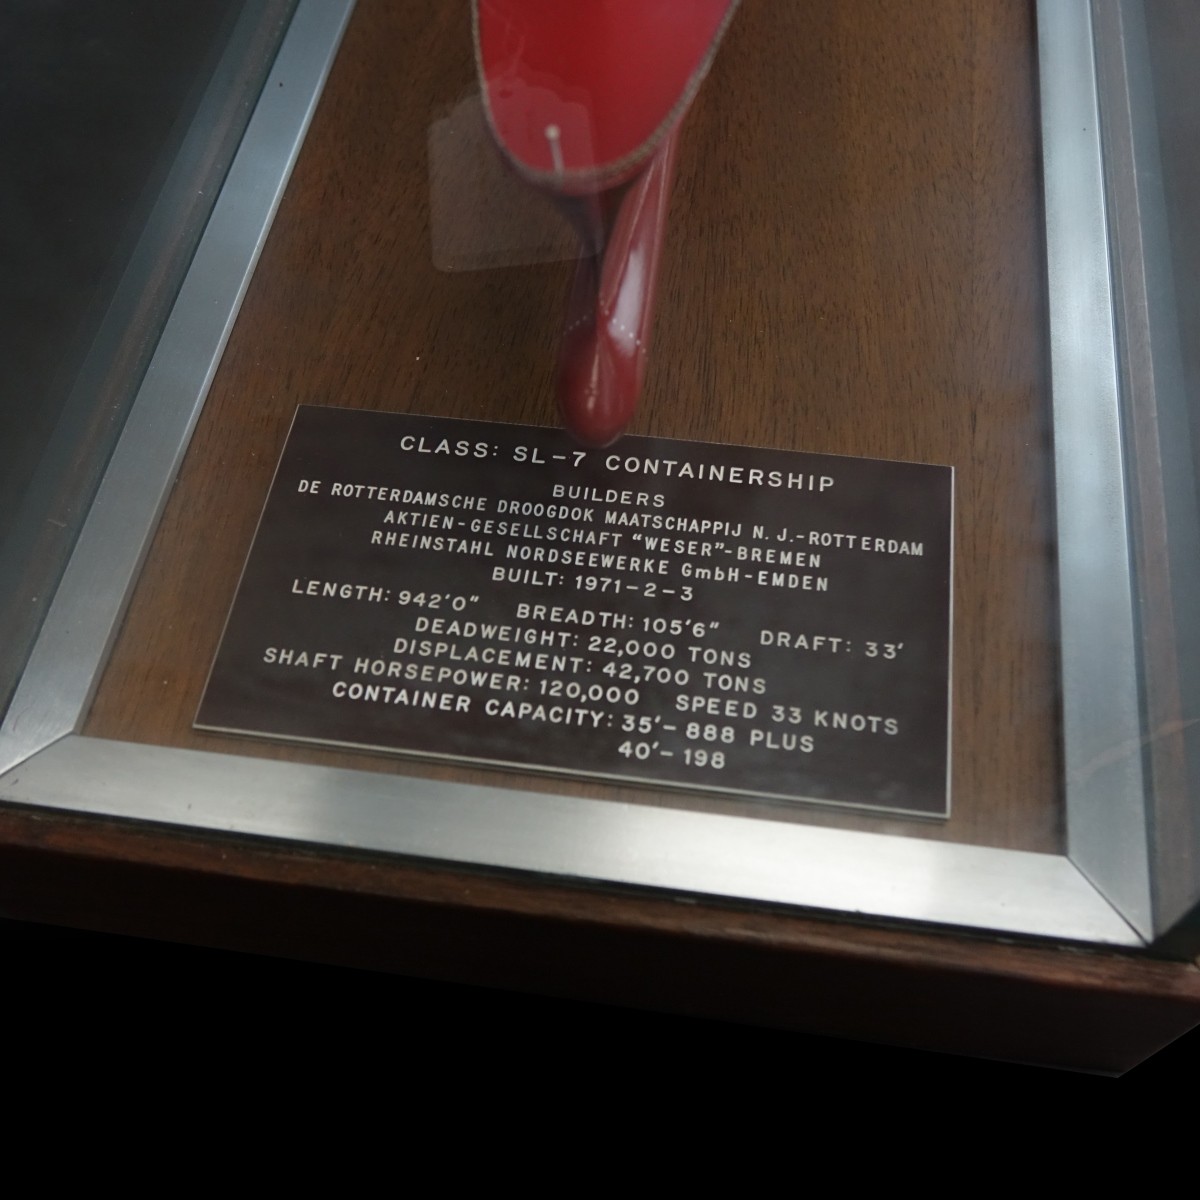 CLASS: SL-7 CONTAINERSHIP
BUILDERS
DE ROTTERDAMSCHE DROOGDOK MAATSCHAPPIJ N. J.-ROTTERDAM
AKTIEN-GESELLSCHAFT "WESER"-BREMEN
RHEINSTAHL NORDSEEWERKE GmbH-EMDEN
BUILT: 1971-2-3
LENGTH: 942'0" BREADTH: 105'6" DRAFT: 33'
DEADWEIGHT: 22,000 TONS
DISPLACEMENT: 42,700 TONS
SHAFT HORSEPOWER: 120,000 SPEED 33 KNOTS
CONTAINER CAPACITY: 35'- 888 PLUS
40'- 198